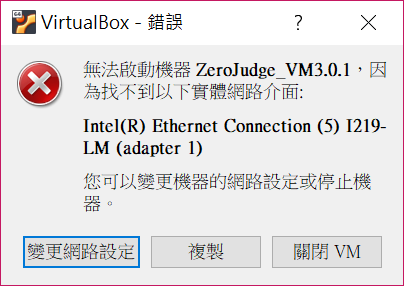 VirtualBox - 錯誤
無法啟動機器 ZeroJudge_VM3.0.1，因
為找不到以下實體網路介面:
Intel(R) Ethernet Connection (5) I219-
LM (adapter 1)
您可以變更機器的網路設定或停止機
器。
變更網路設定
複製
關閉 VM